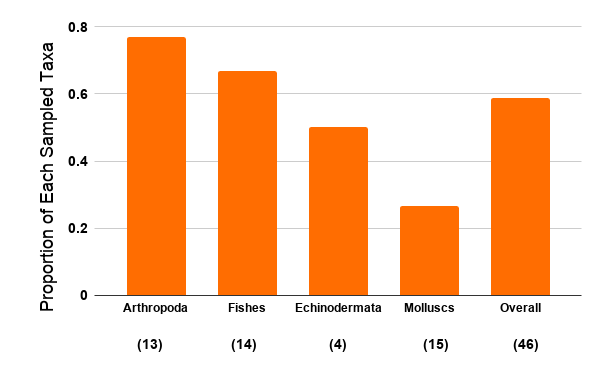 Proportion of Each Sampled Taxa
0.8
0.6
0.4
0.2
0
Arthropoda Fishes Echinodermata Molluscs Overall
(13) (14) (4) (15) (46)